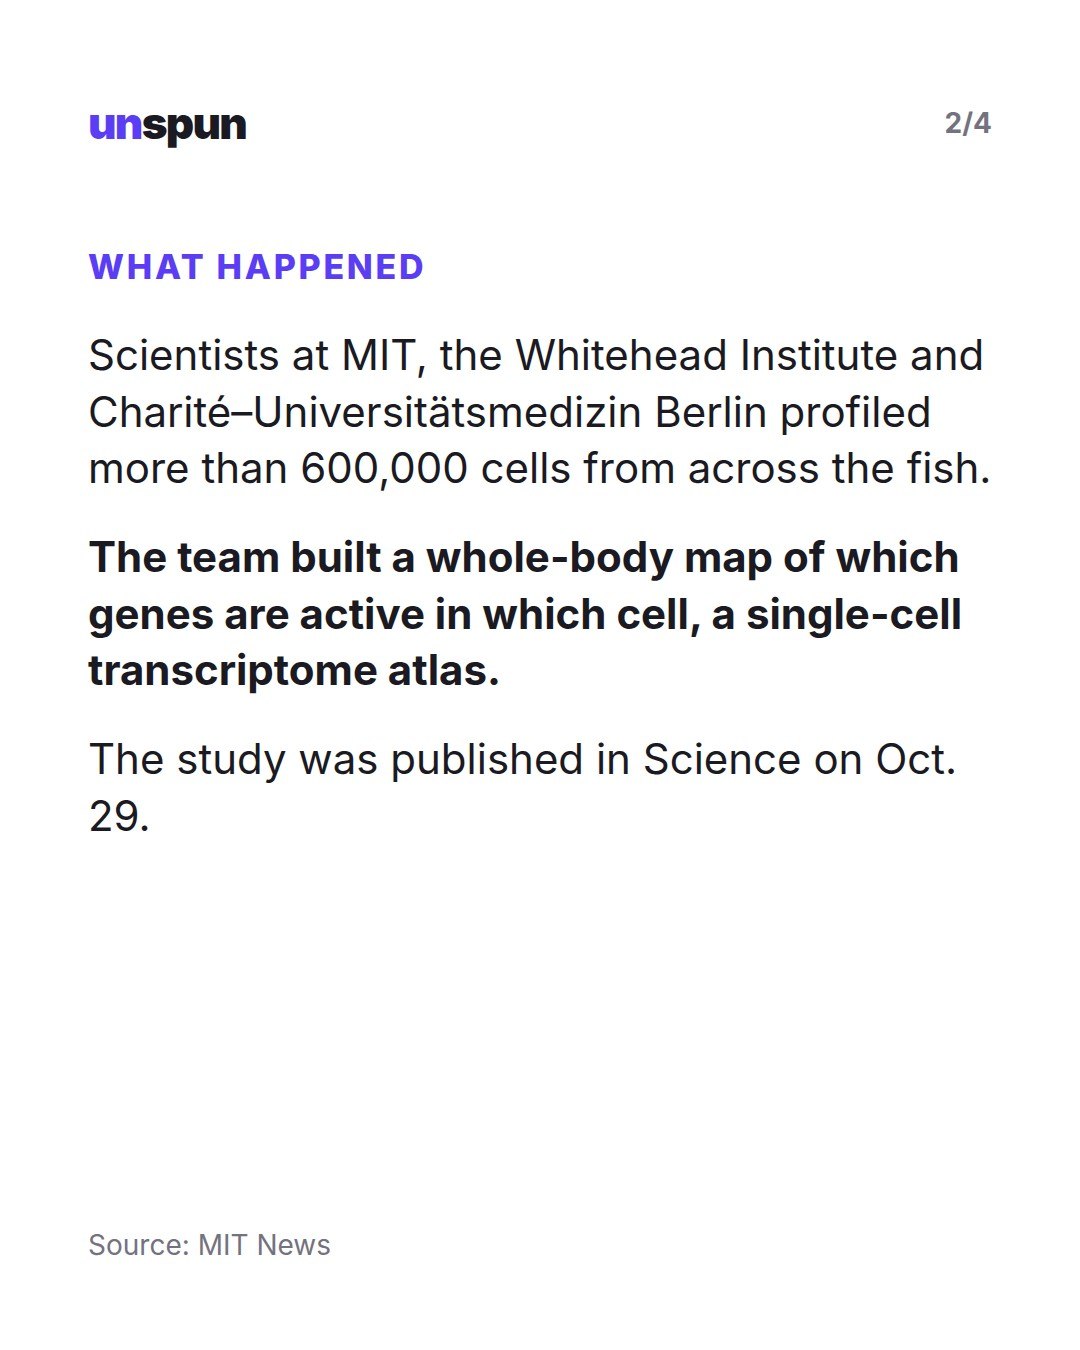 unspun
2/4
WHAT HAPPENED
Scientists at MIT, the Whitehead Institute and
Charité–Universitätsmedizin Berlin profiled
more than 600,000 cells from across the fish.
The team built a whole-body map of which
genes are active in which cell, a single-cell
transcriptome atlas.
The study was published in Science on Oct.
29.
Source: MIT News